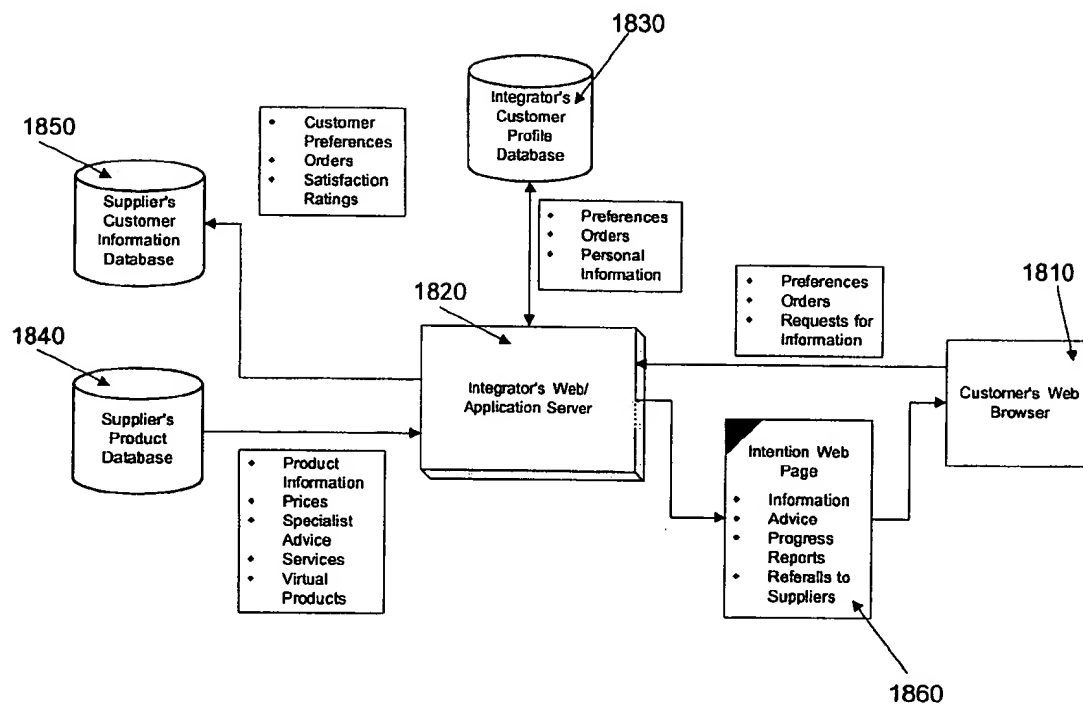 1830
Integrator's
Customer
Profile
Database
1850
• Customer
Preferences
• Orders
• Satisfaction
Ratings
Supplier's
Customer
Information
Database
• Preferences
• Orders
• Personal
Information
1820
• Preferences
• Orders
• Requests for
Information
1810
1840
Integrator's Web/
Application Server
Customer's Web
Browser
Supplier's
Product
Database
• Product
Information
• Prices
• Specialist
Advice
• Services
• Virtual
Products
Intention Web
Page
• Information
• Advice
• Progress
Reports
• Referalls to
Suppliers
1860